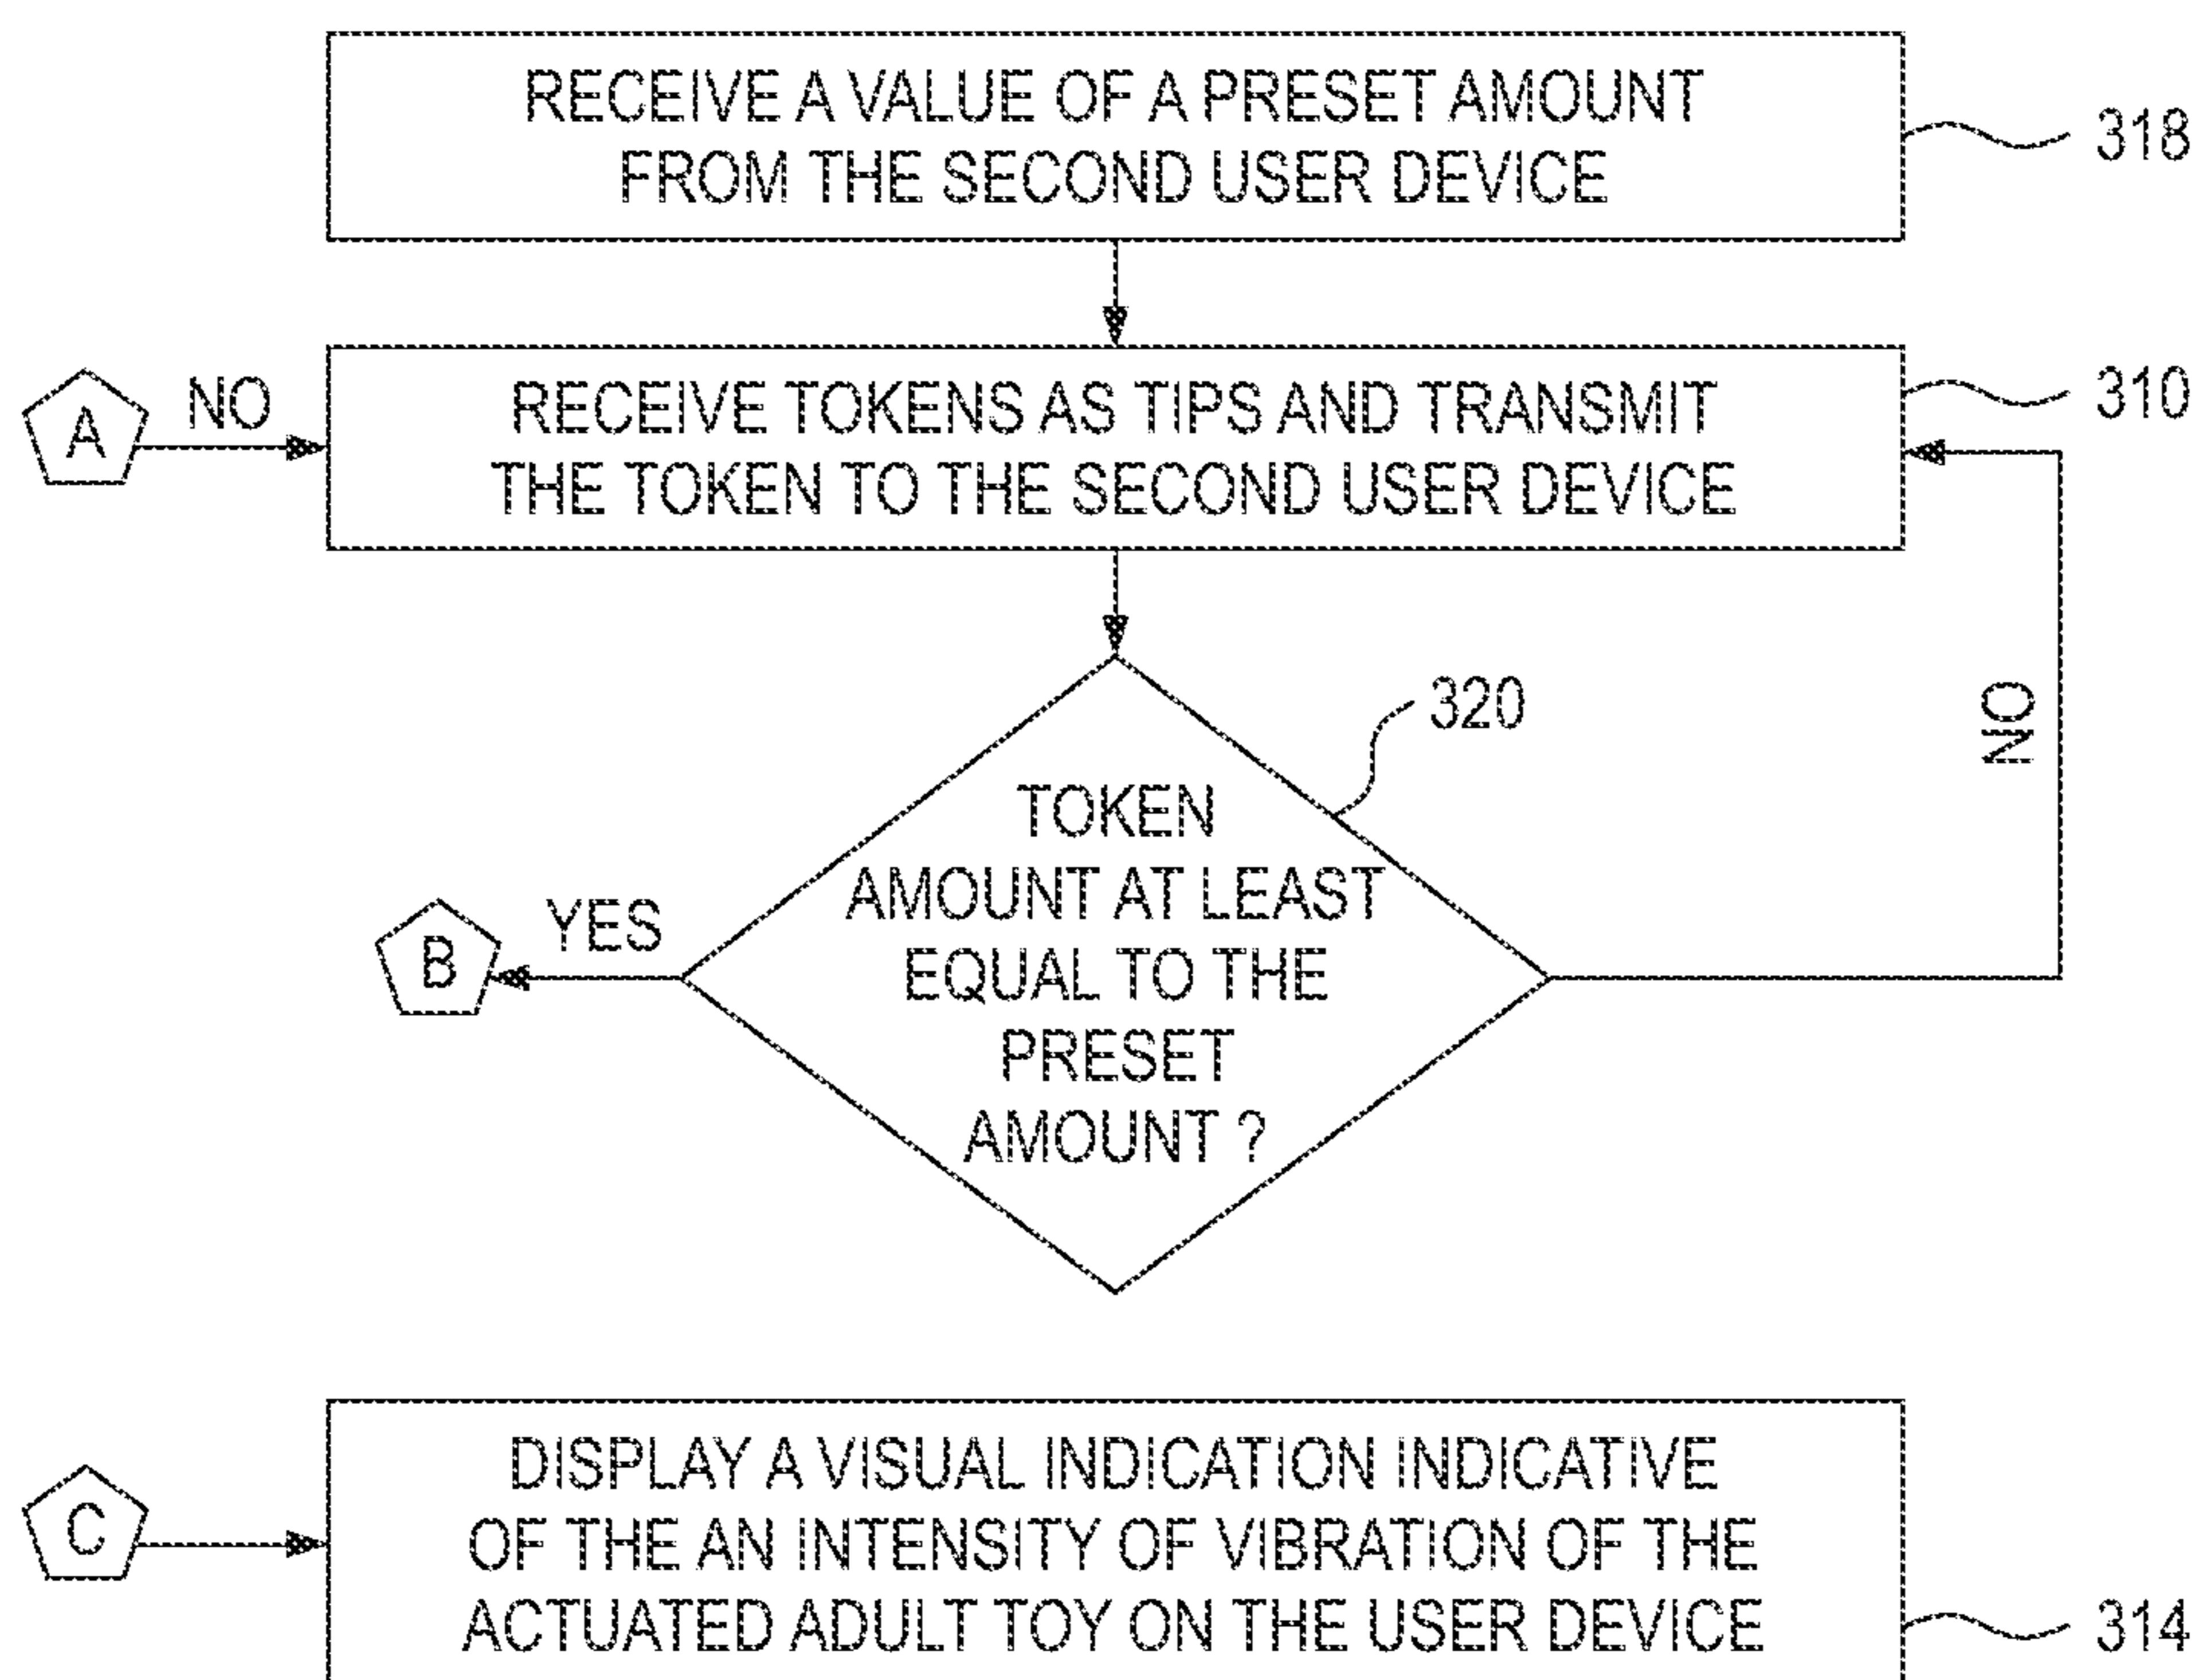 RECEIVE A VALUE OF A PRESET AMOUNT
FROM THE SECOND USER DEVICE
318
A
NO
RECEIVE TOKENS AS TIPS AND TRANSMIT
THE TOKEN TO THE SECOND USER DEVICE
310
320
NO
TOKEN
AMOUNT AT LEAST
EQUAL TO THE
PRESET
AMOUNT ?
B
YES
C
DISPLAY A VISUAL INDICATION INDICATIVE
OF THE AN INTENSITY OF VIBRATION OF THE
ACTUATED ADULT TOY ON THE USER DEVICE
314